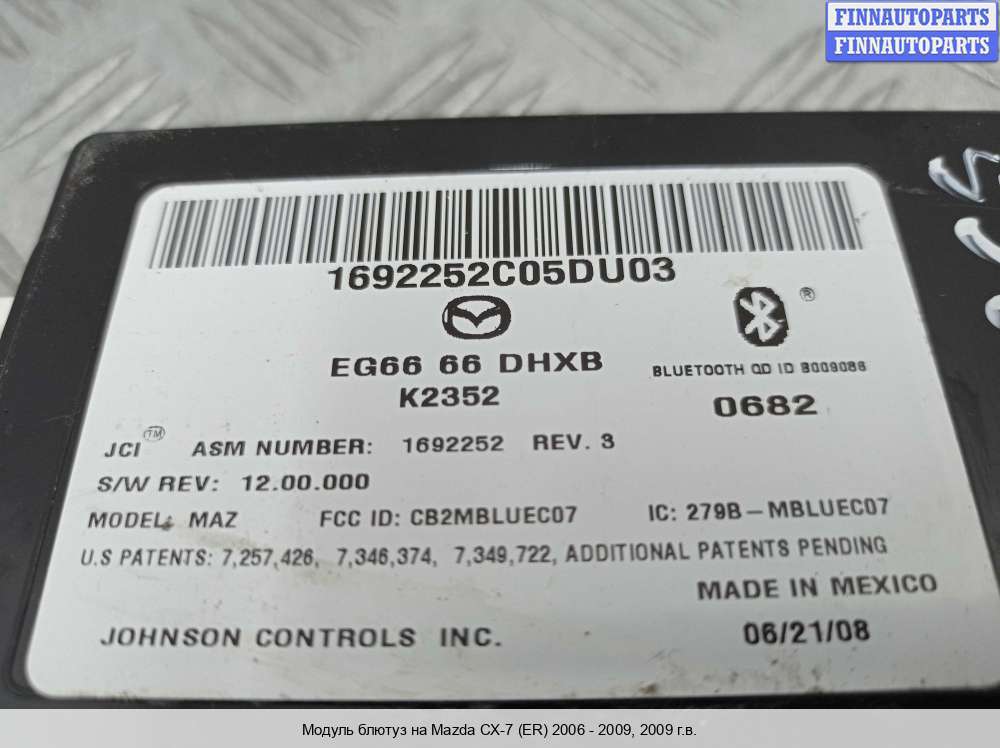 FINNAUTOPARTS
FINNAUTOPARTS
1692252C05DU03
EG66 66 DHXB
K2352
®
BLUETOOTH QD ID B009086
0682
JCI™ ASM NUMBER: 1692252 REV. 3
S/W REV: 12.00.000
MODEL: MAZ FCC ID: CB2MBLUEC07 IC: 279B-MBLUEC07
U.S PATENTS: 7,257,426, 7,346,374, 7,349,722, ADDITIONAL PATENTS PENDING
MADE IN MEXICO
JOHNSON CONTROLS INC. 06/21/08
Модуль блютуз на Mazda CX-7 (ER) 2006 - 2009, 2009 г.в.